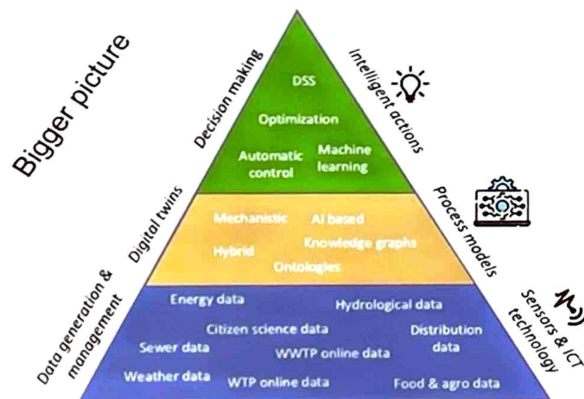 Bigger picture
Decision making
Intelligent actions
DSS
Optimization
Automatic
control
Machine
learning
Digital twins
Process models
Mechanistic
AI based
Hybrid
Knowledge graphs
Ontologies
Data generation &
management
Sensors & ICT
technology
Energy data
Hydrological data
Citizen science data
Distribution
data
Sewer data
WWTP online data
Weather data
WTP online data
Food & agro data